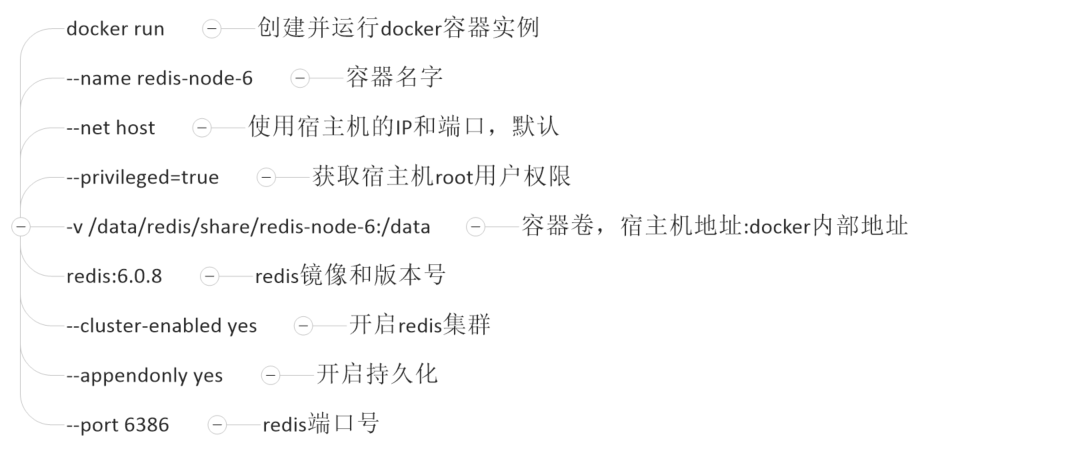 docker run 创建并运行docker容器实例
--name redis-node-6 容器名字
--net host 使用宿主机的IP和端口，默认
--privileged=true 获取宿主机root用户权限
-v /data/redis/share/redis-node-6:/data 容器卷，宿主机地址:docker内部地址
redis:6.0.8 redis镜像和版本号
--cluster-enabled yes 开启redis集群
--appendonly yes 开启持久化
--port 6386 redis端口号